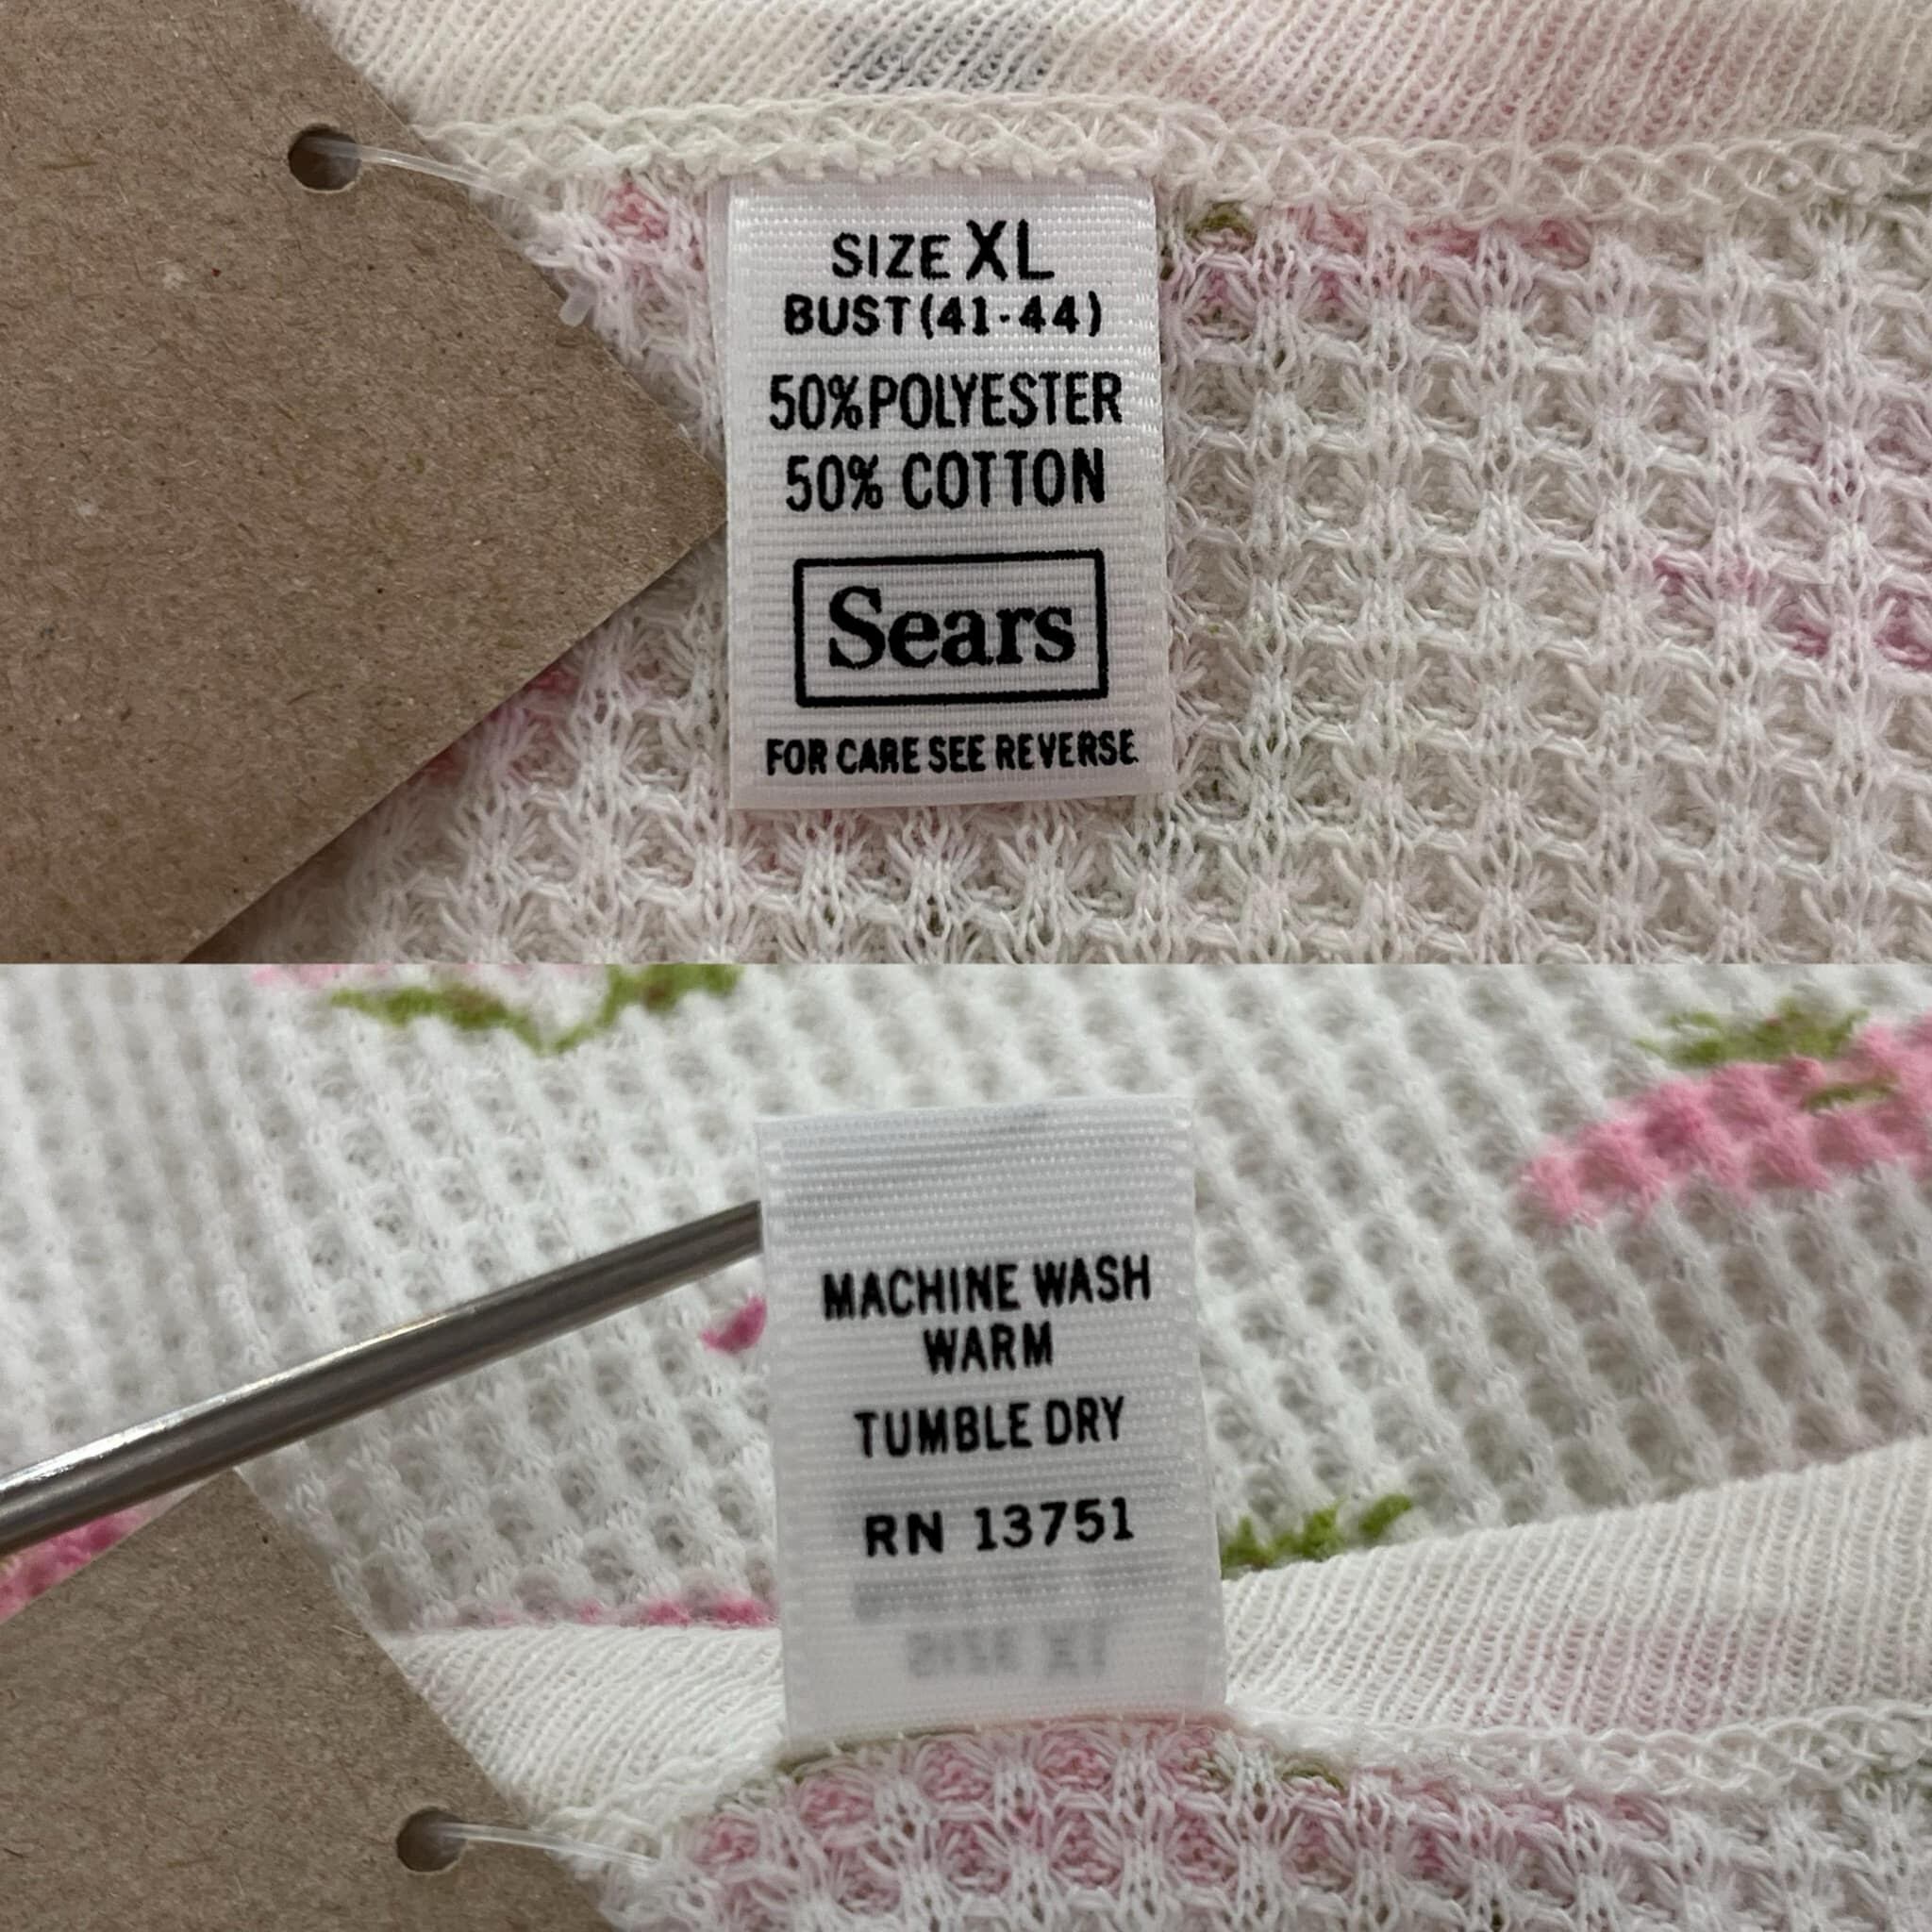 SIZE XL
BUST (41-44)
50% POLYESTER
50% COTTON
Sears
FOR CARE SEE REVERSE
MACHINE WASH
WARM
TUMBLE DRY
RN 13751